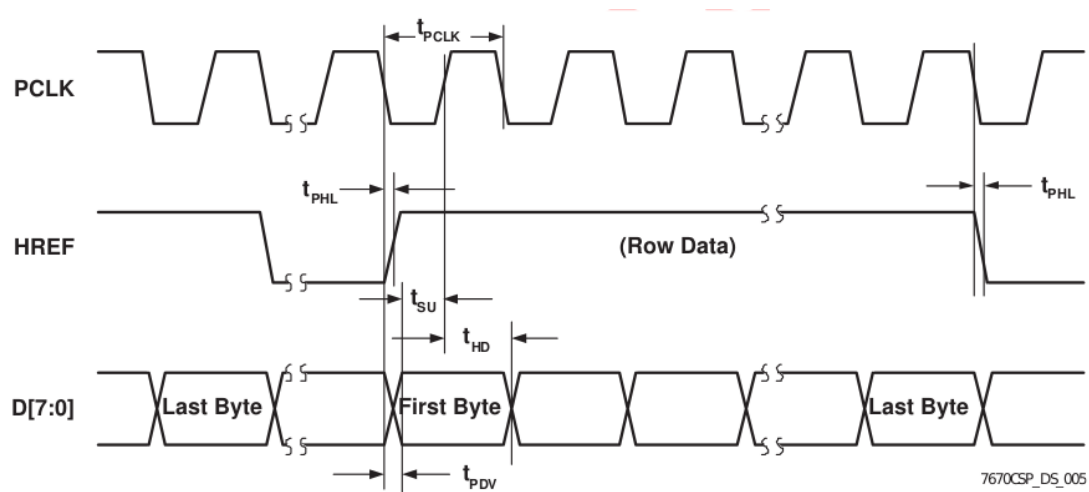 tPCLK
PCLK
tPHL
tPHL
HREF
(Row Data)
tSU
tHD
D[7:0]
Last Byte
First Byte
Last Byte
tPDV
7670CSP_DS_005